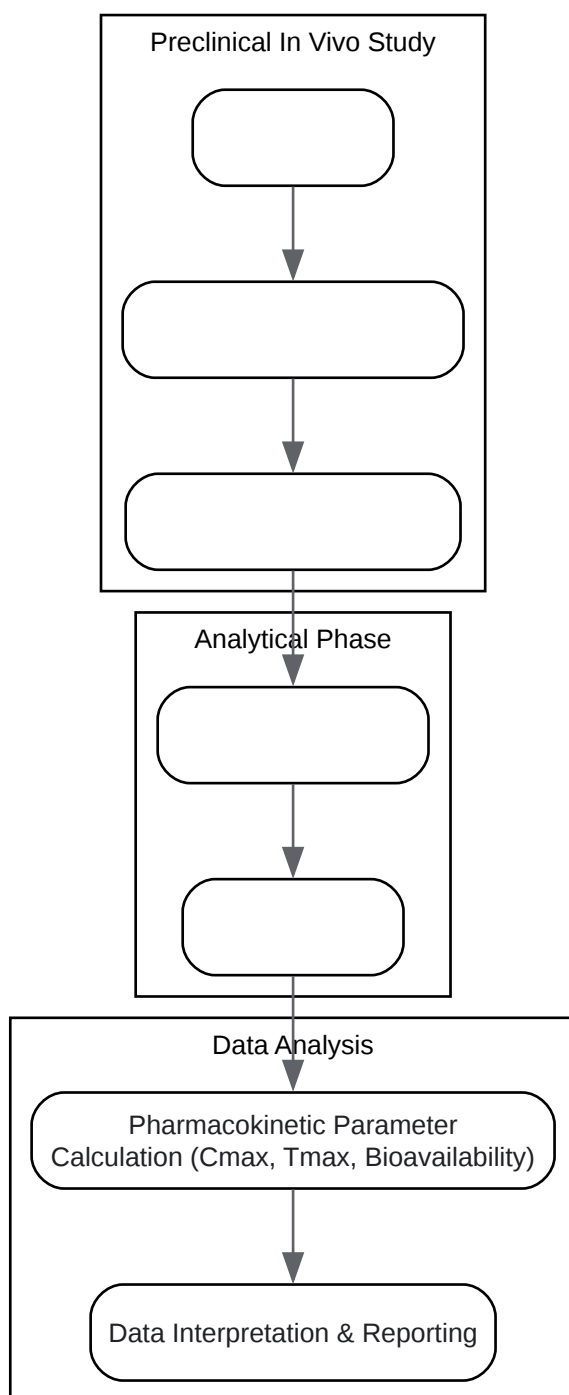 Preclinical In Vivo Study
Analytical Phase
Data Analysis
Pharmacokinetic Parameter
Calculation (Cmax, Tmax, Bioavailability)
Data Interpretation & Reporting